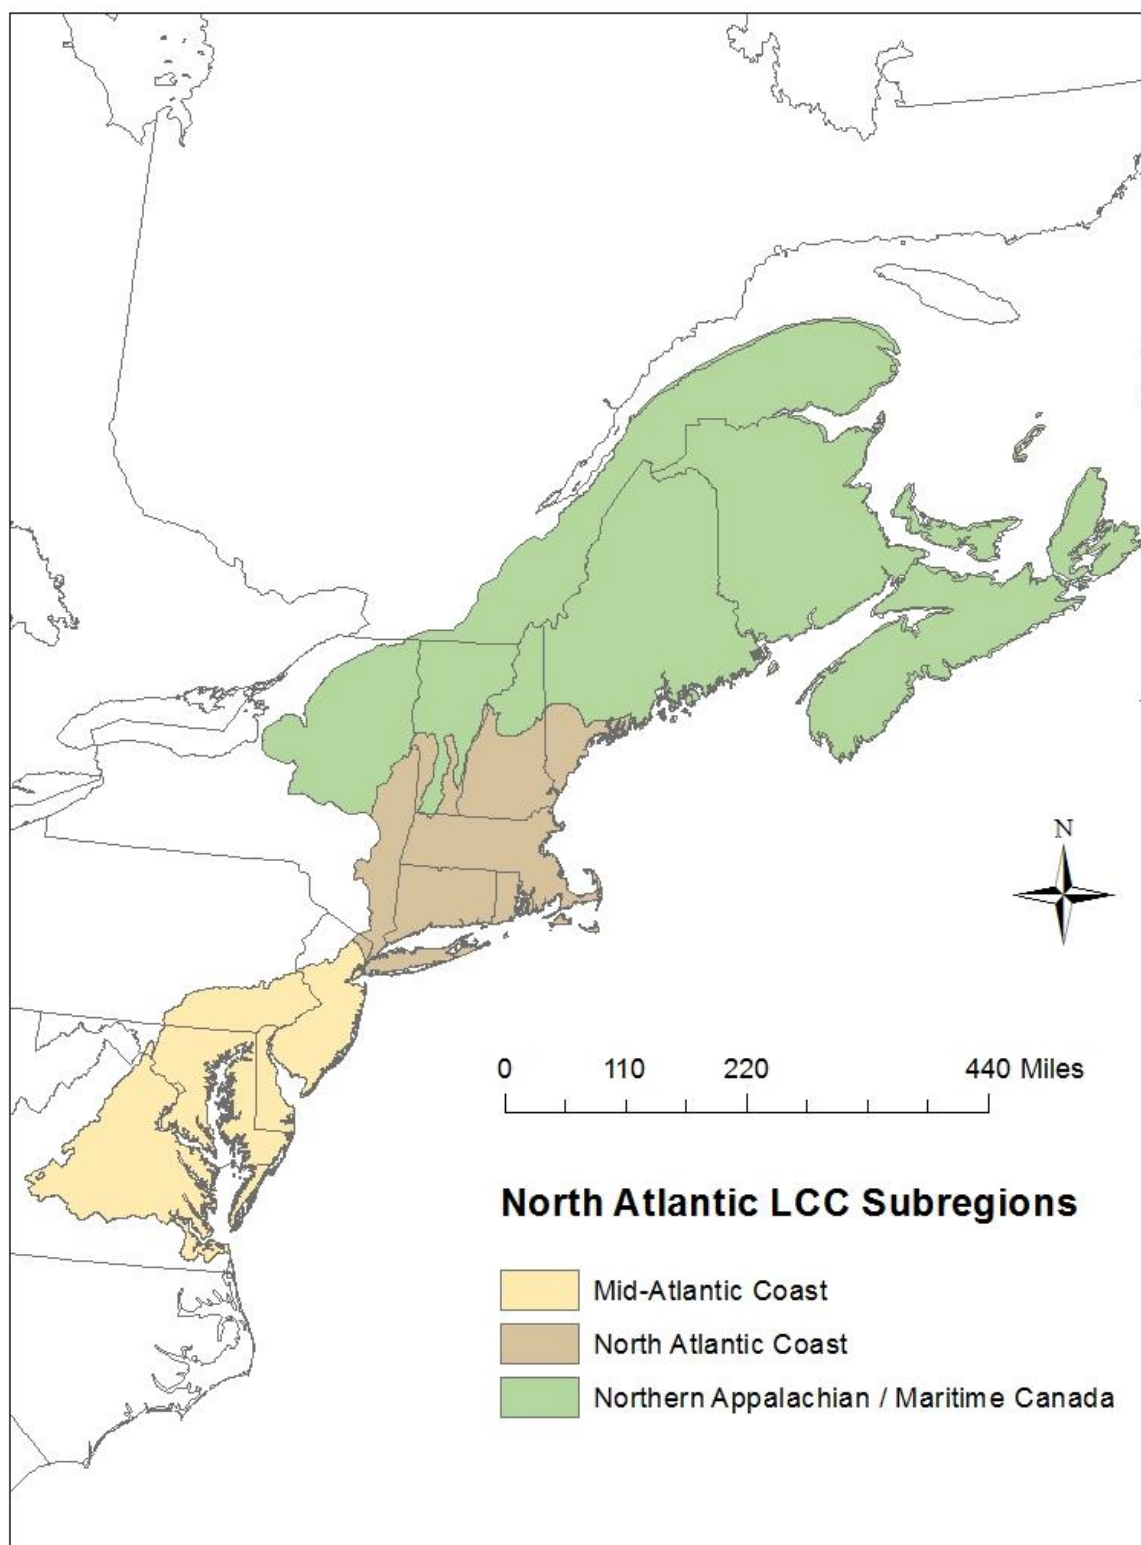 N
0 110 220 440 Miles
North Atlantic LCC Subregions
Mid-Atlantic Coast
North Atlantic Coast
Northern Appalachian / Maritime Canada